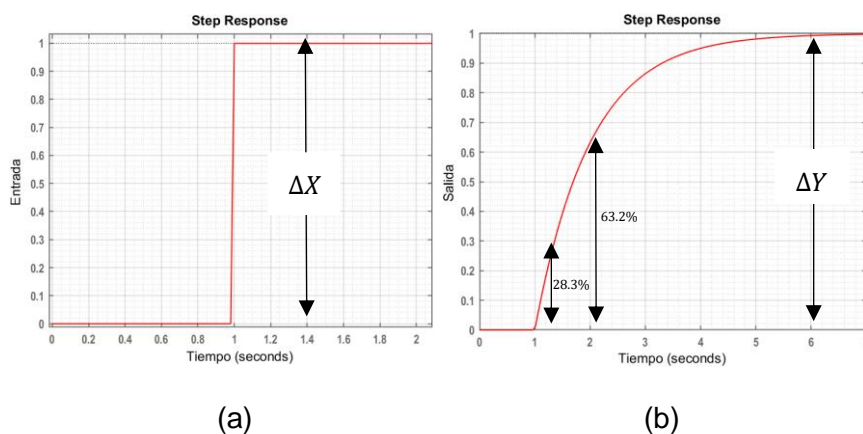 Step Response
1
0.9
0.8
0.7
0.6
0.5
0.4
0.3
0.2
0.1
0
Entrada
ΔX
0 0.2 0.4 0.6 0.8 1 1.2 1.4 1.6 1.8 2
Tiempo (seconds)
(a)
Step Response
1
0.9
0.8
0.7
0.6
0.5
0.4
0.3
0.2
0.1
0
Salida
ΔY
63.2%
28.3%
0 1 2 3 4 5 6
Tiempo (seconds)
(b)